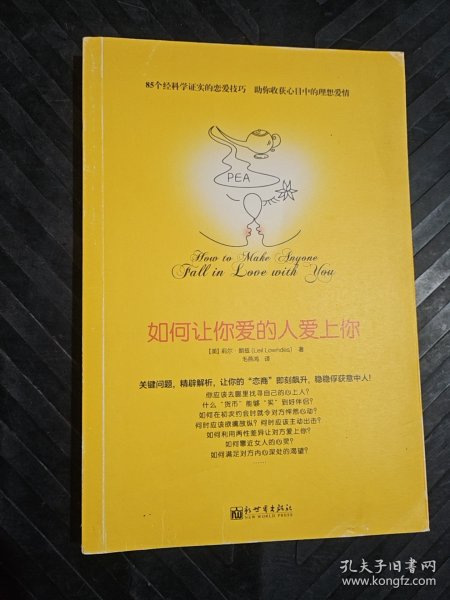 85个经科学证实的恋爱技巧 助你收获心目中的理想爱情
PEA
How to Make Anyone
Fall in Love with You
如何让你爱的人爱上你
[美] 莉尔·朗兹 (Leil Lowndes) 著
毛燕鸿 译
关键问题，精辟解析，让你的“恋商”即刻飙升，稳稳俘获意中人！
你应该去哪里找寻自己的心上人？
什么“货币”能够“买”到好伴侣？
如何在初次约会时就令对方怦然心动？
何时应该欲擒故纵？何时应该主动出击？
如何利用两性差异让对方爱上你？
如何靠近女人的心灵？
如何满足对方内心深处的渴望？
……
新世界出版社
NEW WORLD PRESS
孔夫子旧书网
www.kongfz.com